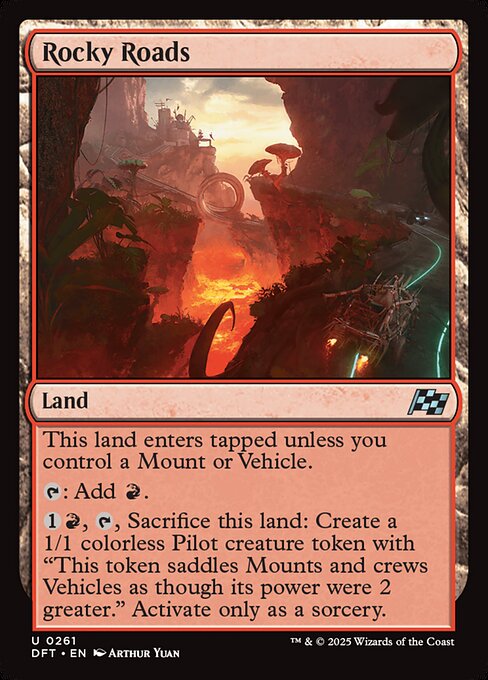 Rocky Roads
Land
This land enters tapped unless you
control a Mount or Vehicle.
: Add .
1 , , Sacrifice this land: Create a
1/1 colorless Pilot creature token with
“This token saddles Mounts and crews
Vehicles as though its power were 2
greater.” Activate only as a sorcery.
U 0261
DFT • EN ARTHUR YUAN
™ & © 2025 Wizards of the Coast